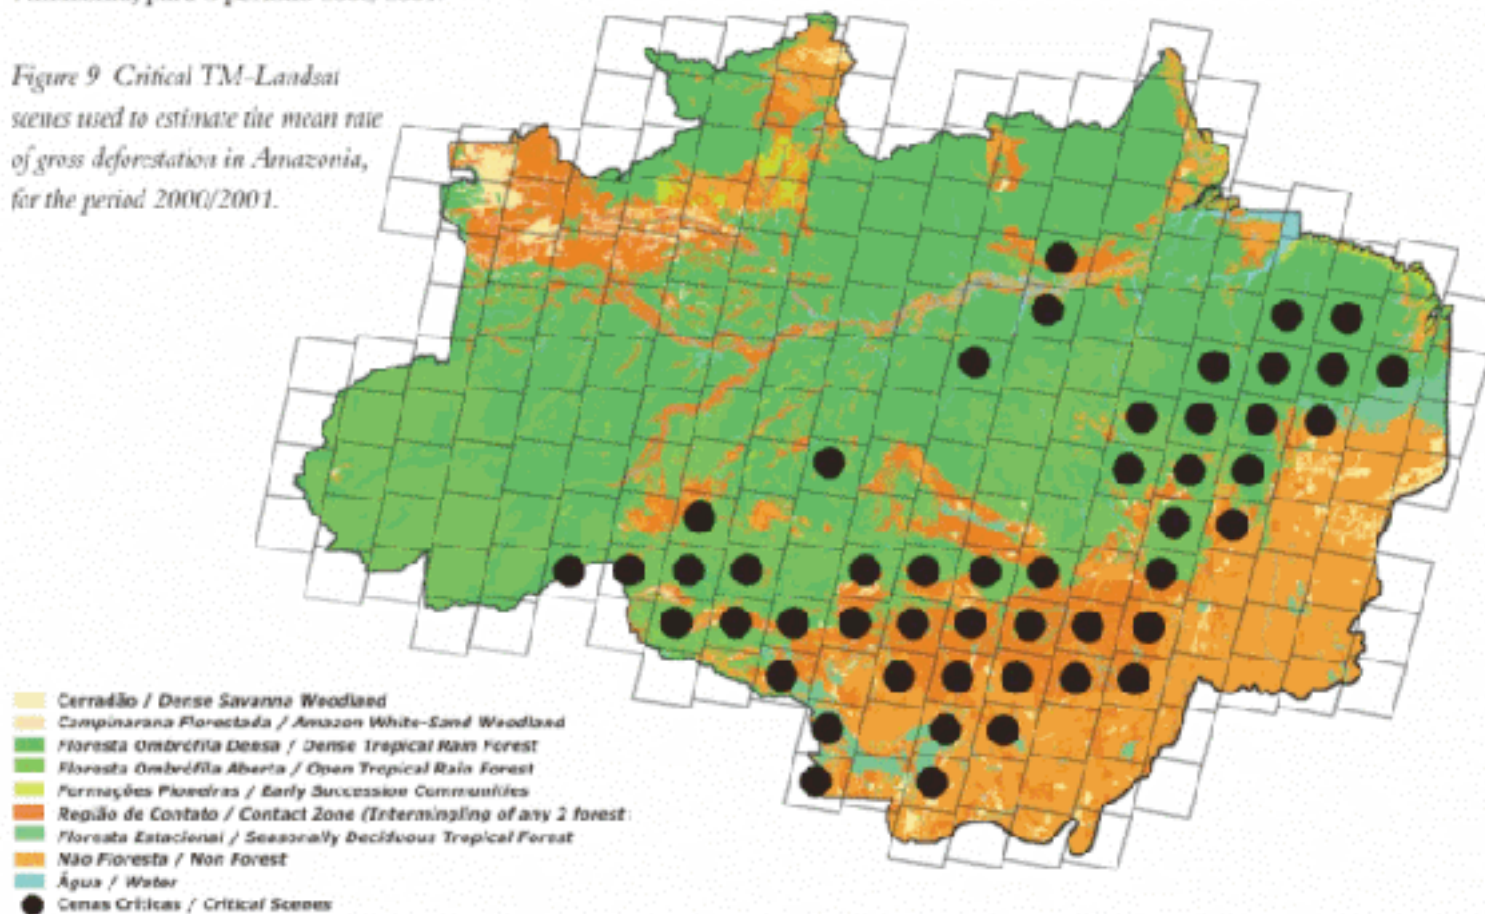 Figure 9 Critical TM-Landsat
scenes used to estimate the mean rate
of gross deforestation in Amazonia,
for the period 2000/2001.
Cerradão / Dense Savanna Woodland
Campinarana Florestada / Amazon White-Sand Woodland
Floresta Ombrófila Densa / Dense Tropical Rain Forest
Floresta Ombrófila Aberta / Open Tropical Rain Forest
Formações Pioneiras / Early Succession Communities
Região de Contato / Contact Zone (Intermingling of any 2 forest
Floresta Estacional / Seasonally Deciduous Tropical Forest
Não Floresta / Non Forest
Água / Water
Cenas Críticas / Critical Scenes